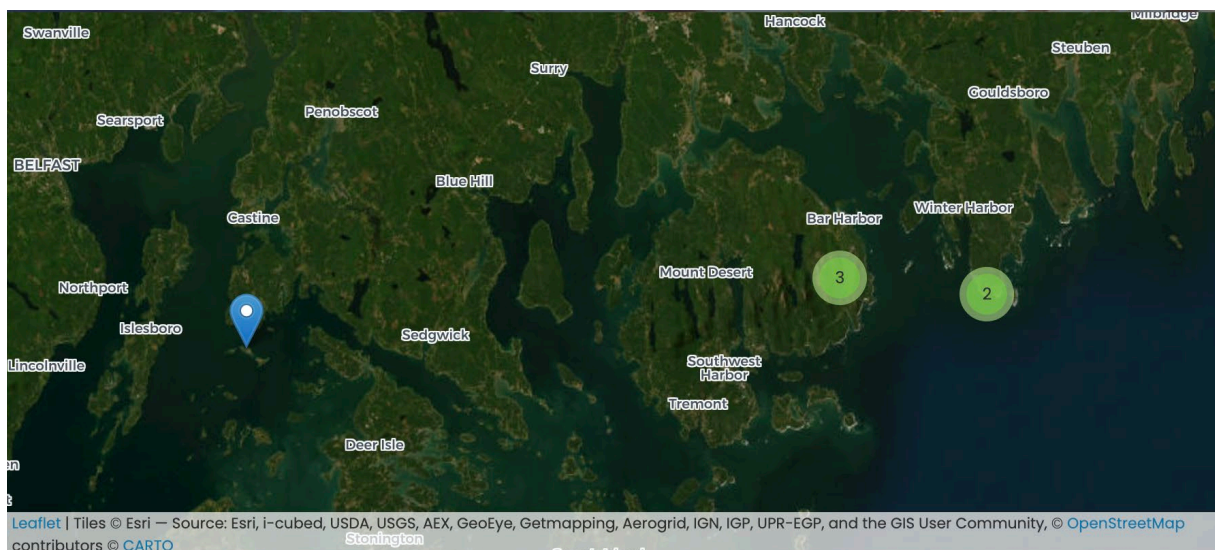 Hancock
Milbridge
Swanville
Steuben
Surry
Gouldsboro
Penobscot
Searsport
BELFAST
Blue Hill
Castine
Winter Harbor
Bar Harbor
Mount Desert
3
Northport
2
Islesboro
Sedgwick
Lincolnville
Southwest
Harbor
Tremont
Deer Isle
en
t
Leaflet | Tiles © Esri — Source: Esri, i-cubed, USDA, USGS, AEX, GeoEye, Getmapping, Aerogrid, IGN, IGP, UPR-EGP, and the GIS User Community, © OpenStreetMap
contributors © CARTO
Stonington